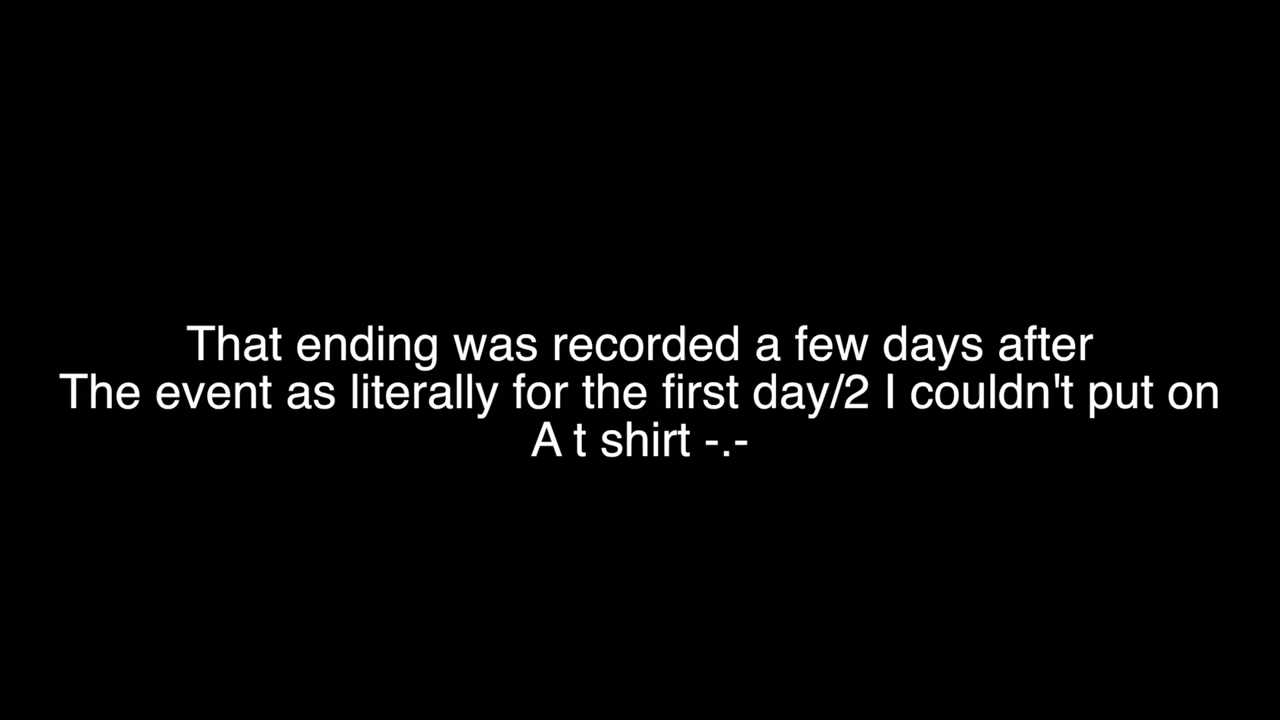 That ending was recorded a few days after
The event as literally for the first day/2 I couldn't put on
A t shirt -.-